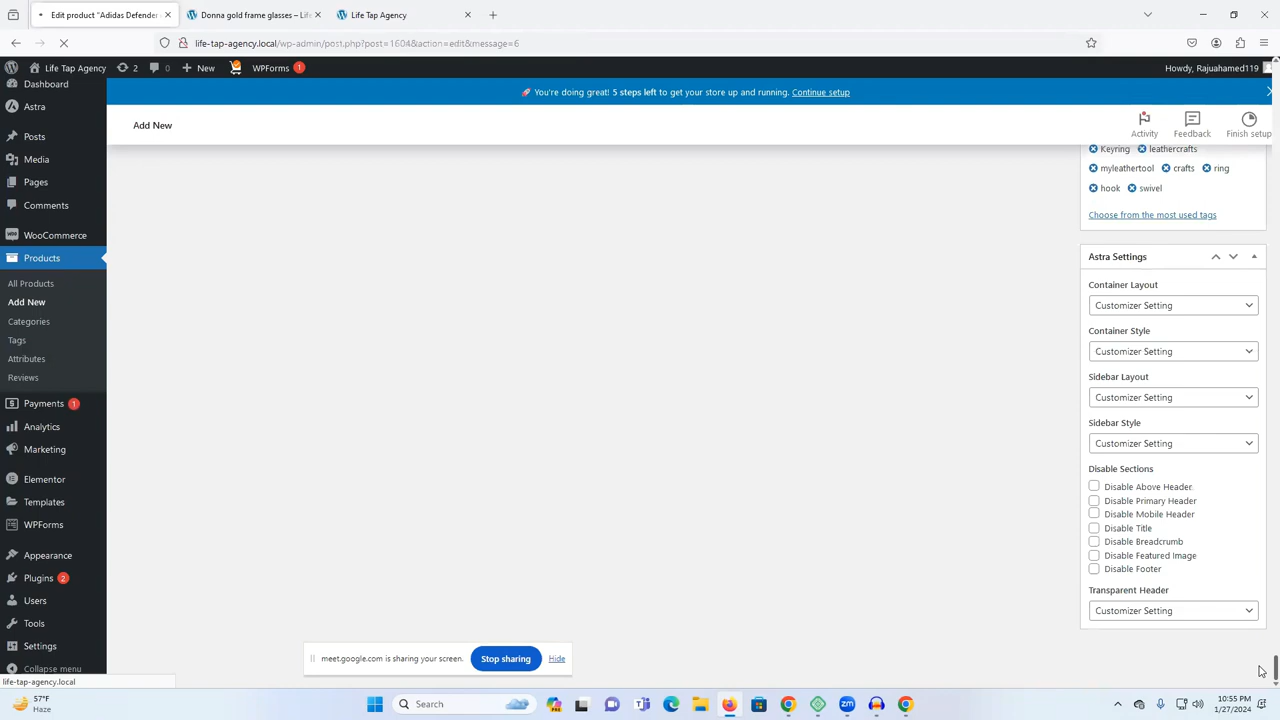 Edit product "Adidas Defender
Donna gold frame glasses – Life
Life Tap Agency
life-tap-agency.local/wp-admin/post.php?post=1604&action=edit&message=6
Life Tap Agency
2
0
New
WPForms 1
Howdy, Rajuahamed119
🚀 You're doing great! 5 steps left to get your store up and running. Continue setup
Add New
Activity
Feedback
Finish setup
Dashboard
Astra
Posts
Media
Pages
Comments
WooCommerce
Products
All Products
Add New
Categories
Tags
Attributes
Reviews
Payments 1
Analytics
Marketing
Elementor
Templates
WPForms
Appearance
Plugins 2
Users
Tools
Settings
Collapse menu
life-tap-agency.local
Keyring leathercrafts
myleathertool crafts ring
hook swivel
Choose from the most used tags
Astra Settings
Container Layout
Customizer Setting
Container Style
Customizer Setting
Sidebar Layout
Customizer Setting
Sidebar Style
Customizer Setting
Disable Sections
Disable Above Header
Disable Primary Header
Disable Mobile Header
Disable Title
Disable Breadcrumb
Disable Featured Image
Disable Footer
Transparent Header
Customizer Setting
meet.google.com is sharing your screen.
Stop sharing
Hide
57°F
Haze
Search
10:55 PM
1/27/2024